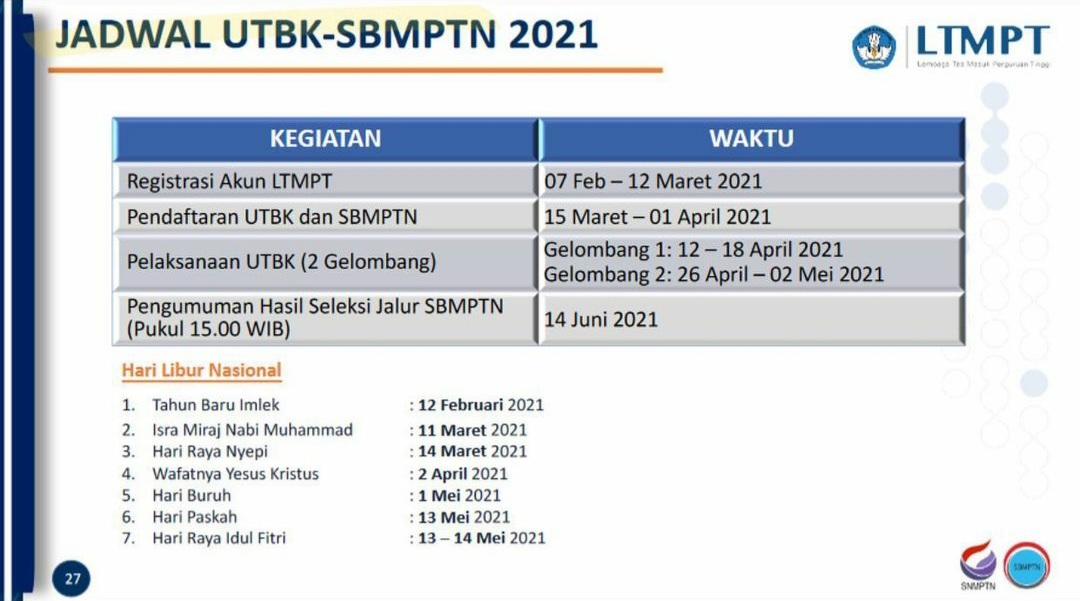 JADWAL UTBK-SBMPTN 2021
LTMPT
Lembaga Tes Masuk Perguruan Tinggi
KEGIATAN WAKTU
Registrasi Akun LTMPT 07 Feb – 12 Maret 2021
Pendaftaran UTBK dan SBMPTN 15 Maret – 01 April 2021
Pelaksanaan UTBK (2 Gelombang) Gelombang 1: 12 – 18 April 2021
Gelombang 2: 26 April – 02 Mei 2021
Pengumuman Hasil Seleksi Jalur SBMPTN
(Pukul 15.00 WIB) 14 Juni 2021
Hari Libur Nasional
1. Tahun Baru Imlek : 12 Februari 2021
2. Isra Miraj Nabi Muhammad : 11 Maret 2021
3. Hari Raya Nyepi : 14 Maret 2021
4. Wafatnya Yesus Kristus : 2 April 2021
5. Hari Buruh : 1 Mei 2021
6. Hari Paskah : 13 Mei 2021
7. Hari Raya Idul Fitri : 13 – 14 Mei 2021
27
SNMPTN
SBMPTN